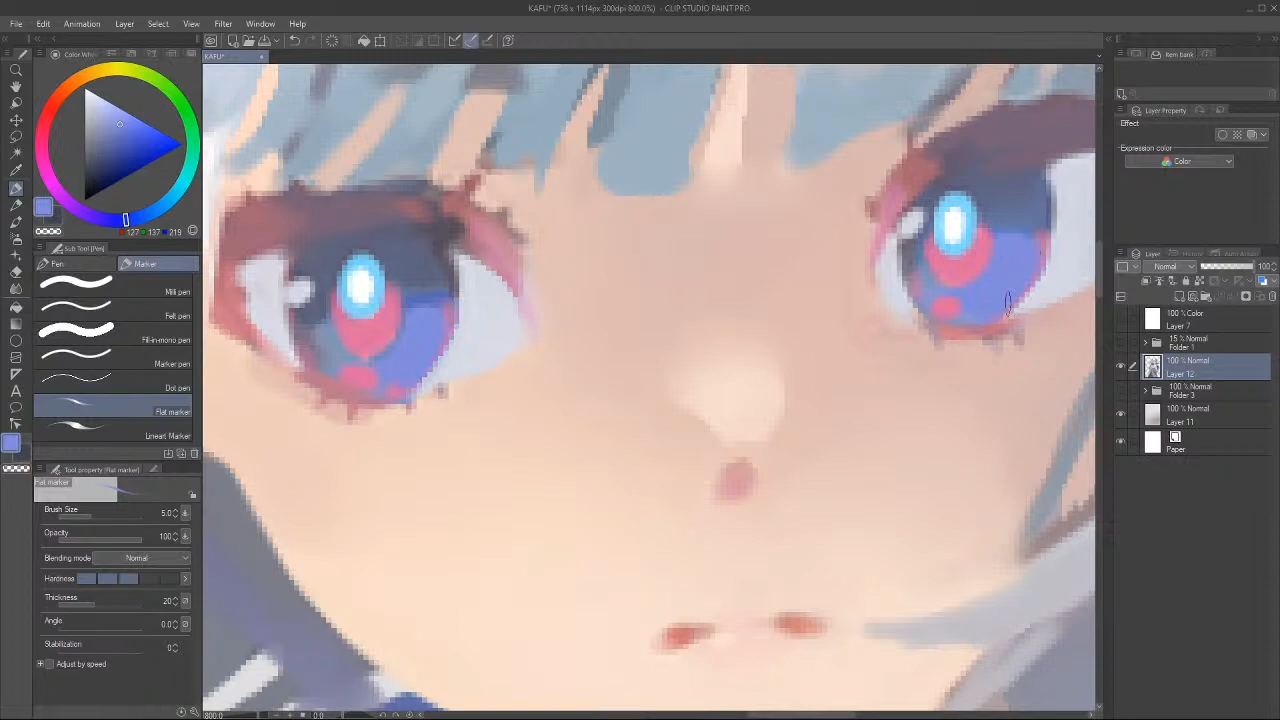 KAFU* (758 x 1114px 300dpi 800.0%) - CLIP STUDIO PAINT PRO
File Edit Animation Layer Select View Filter Window Help
KAFU*
Color Wh
127 137 219
Sub Tool [Pen]
Pen Marker
Milli pen
Felt pen
Fill-in-mono pen
Marker pen
Dot pen
Flat marker
Lineart Marker
Tool property [Flat marker]
Flat marker
Brush Size 5.0
Opacity 100
Blending mode Normal
Hardness
Thickness 20
Angle 0.0
Stabilization 0
Adjust by speed
800.0 0.0
Item bank
Layer Property
Effect
Expression color
Color
Layer
Normal 100
100 % Color
Layer 7
15 % Normal
Folder 1
100 % Normal
Layer 12
100 % Normal
Folder 3
100 % Normal
Layer 11
Paper